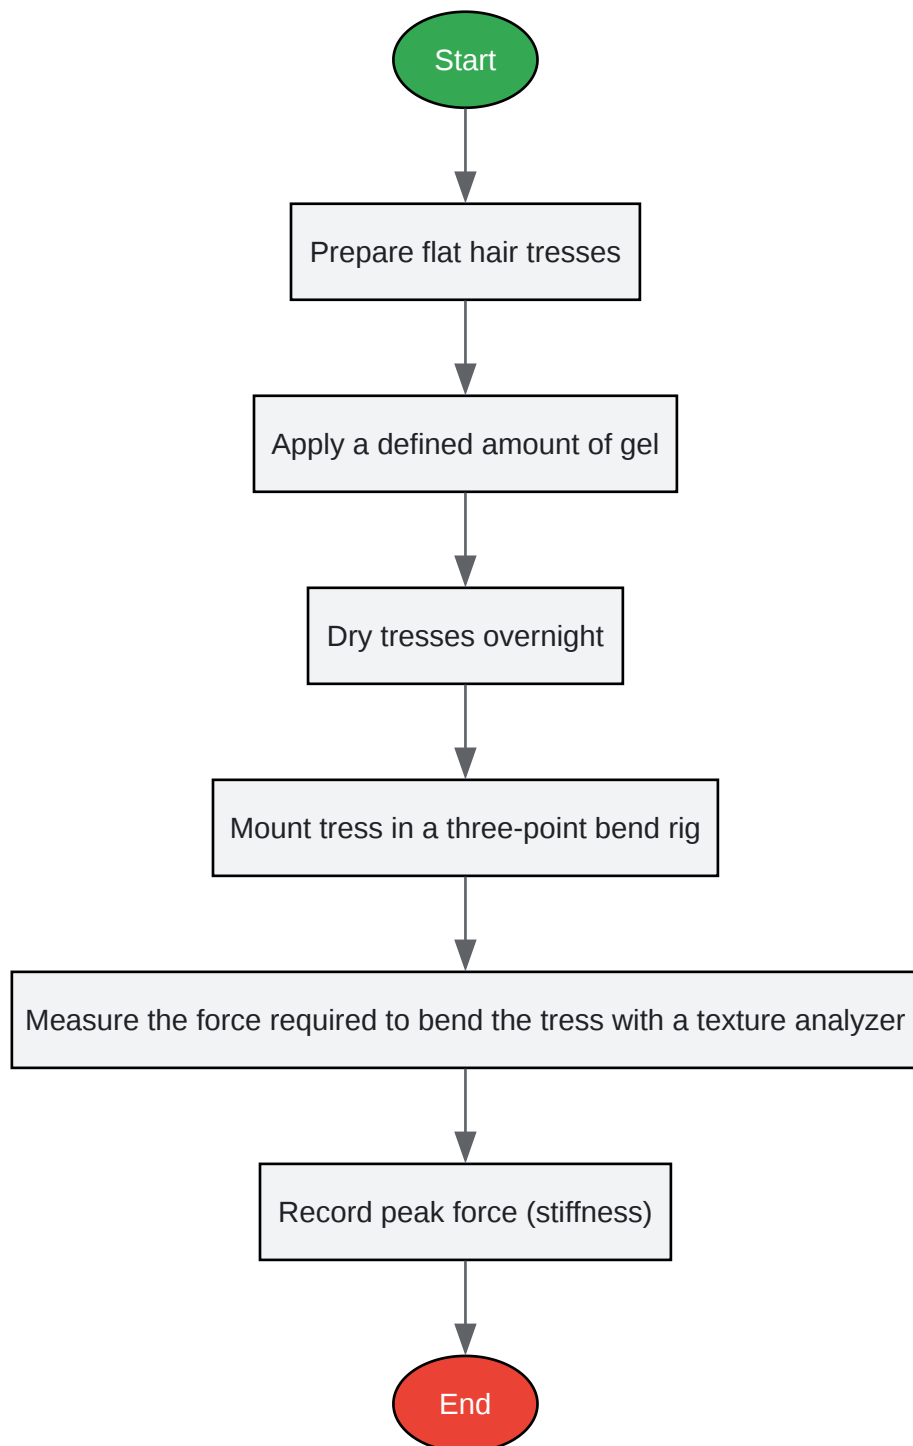 Start
Prepare flat hair tresses
Apply a defined amount of gel
Dry tresses overnight
Mount tress in a three-point bend rig
Measure the force required to bend the tress with a texture analyzer
Record peak force (stiffness)
End